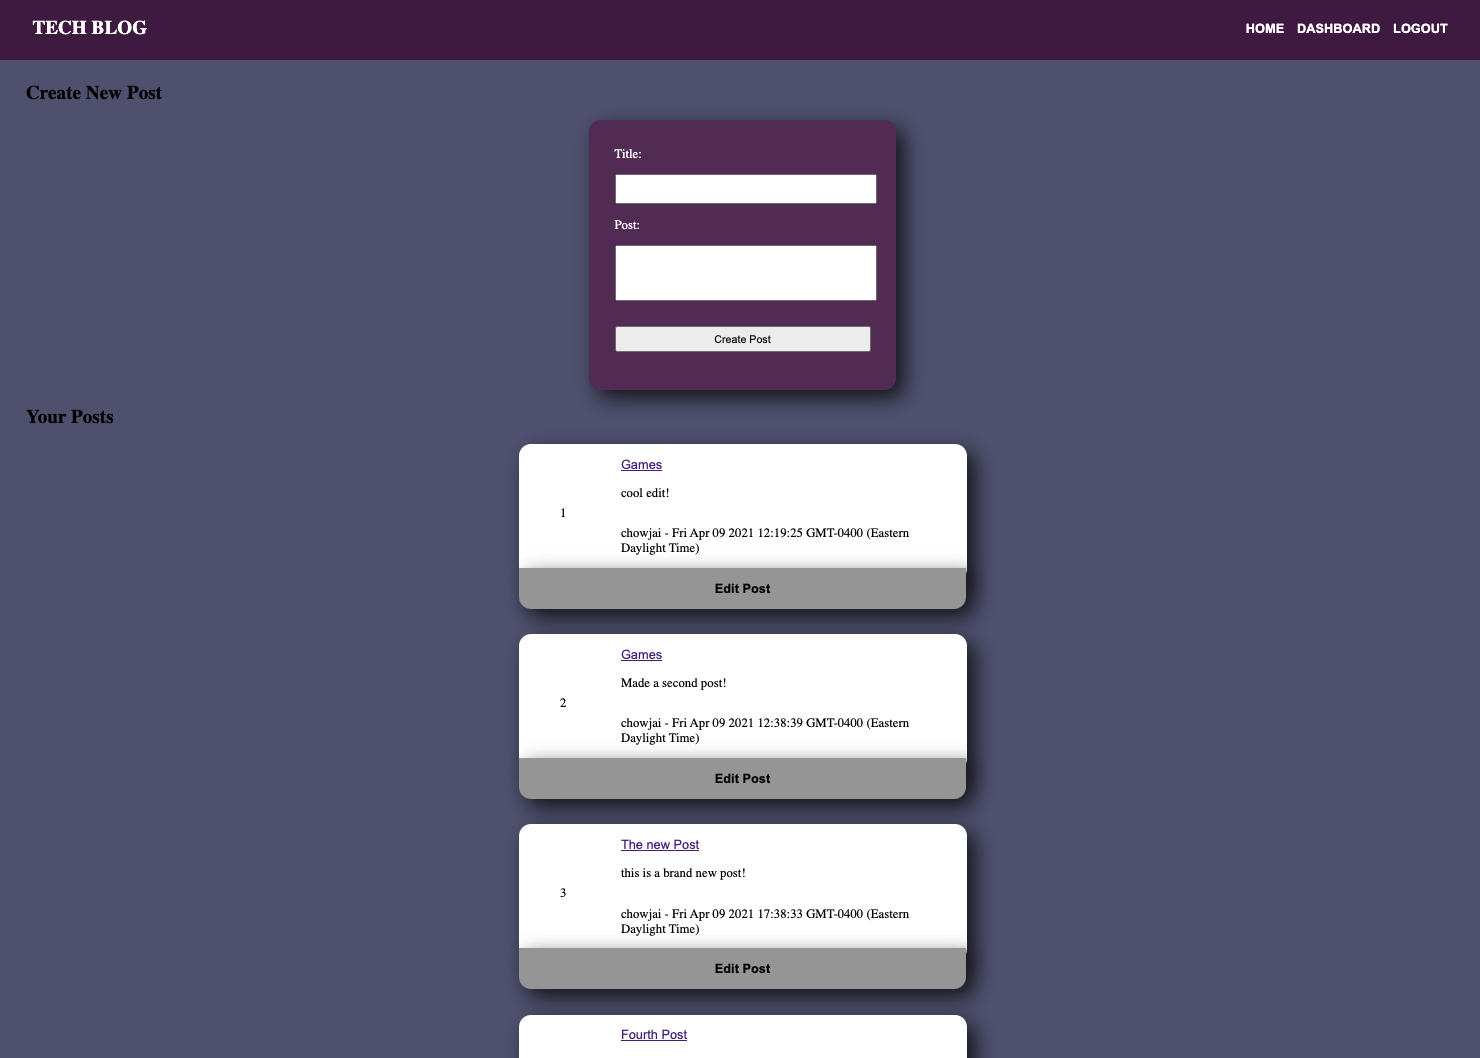 TECH BLOG
HOME DASHBOARD LOGOUT
Create New Post
Title:
Post:
Create Post
Your Posts
Games
cool edit!
1
chowjai - Fri Apr 09 2021 12:19:25 GMT-0400 (Eastern
Daylight Time)
Edit Post
Games
Made a second post!
2
chowjai - Fri Apr 09 2021 12:38:39 GMT-0400 (Eastern
Daylight Time)
Edit Post
The new Post
this is a brand new post!
3
chowjai - Fri Apr 09 2021 17:38:33 GMT-0400 (Eastern
Daylight Time)
Edit Post
Fourth Post